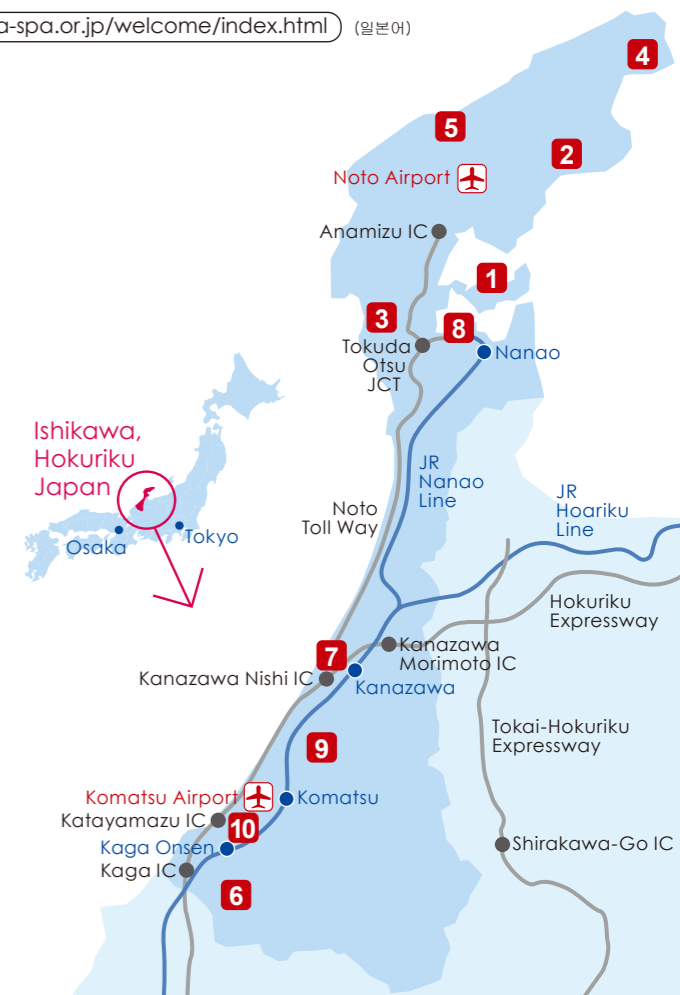 a-spa.or.jp/welcome/index.html (일본어)
4
5
2
Noto Airport
Anamizu IC
1
3
8
Tokuda
Otsu
JCT
Nanao
Ishikawa,
Hokuriku
Japan
JR
Nanao
Line
JR
Hoariku
Line
Noto
Toll Way
Osaka
Tokyo
Hokuriku
Expressway
Kanazawa
Morimoto IC
7
Kanazawa Nishi IC
Kanazawa
9
Tokai-Hokuriku
Expressway
Komatsu Airport
Komatsu
Katayamazu IC
10
Kaga Onsen
Shirakawa-Go IC
Kaga IC
6